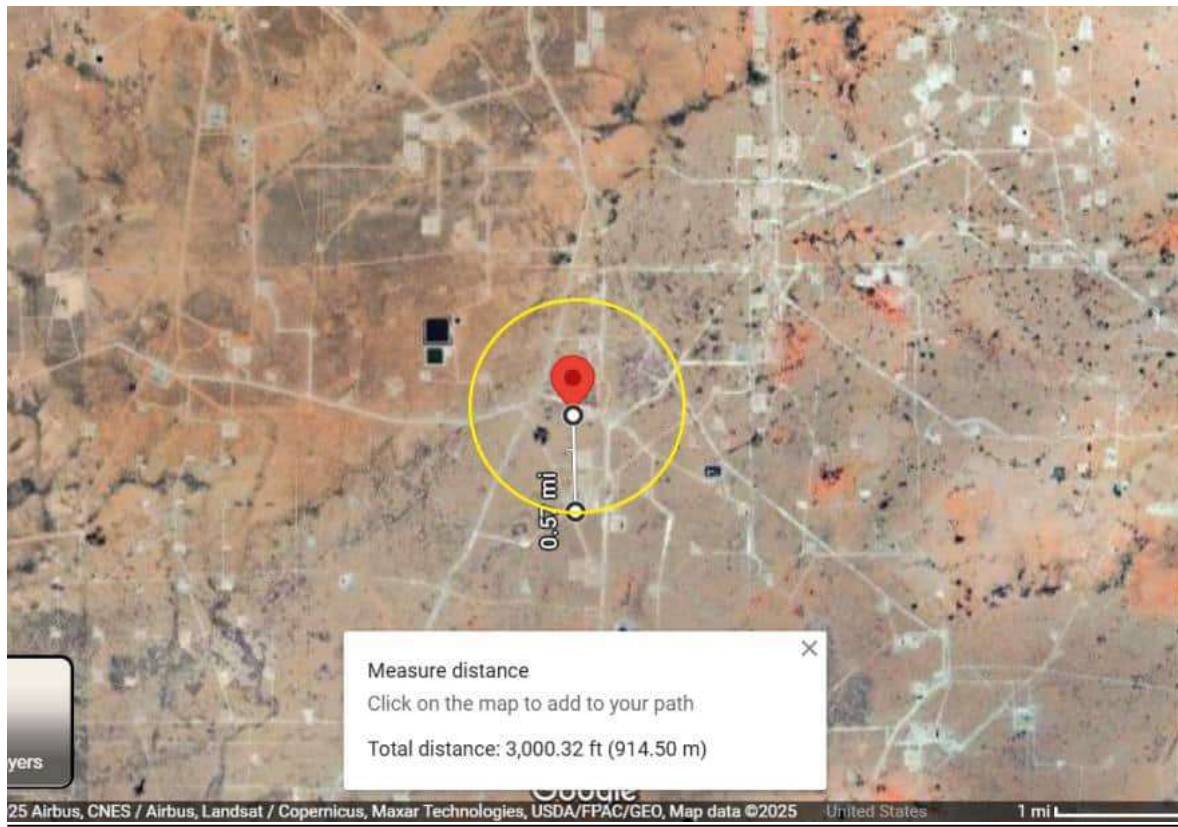 0.57 mi
Measure distance
Click on the map to add to your path
Total distance: 3,000.32 ft (914.50 m)
yers
Google
25 Airbus, CNES / Airbus, Landsat / Copernicus, Maxar Technologies, USDA/FPAC/GEO, Map data ©2025 United States 1 mi